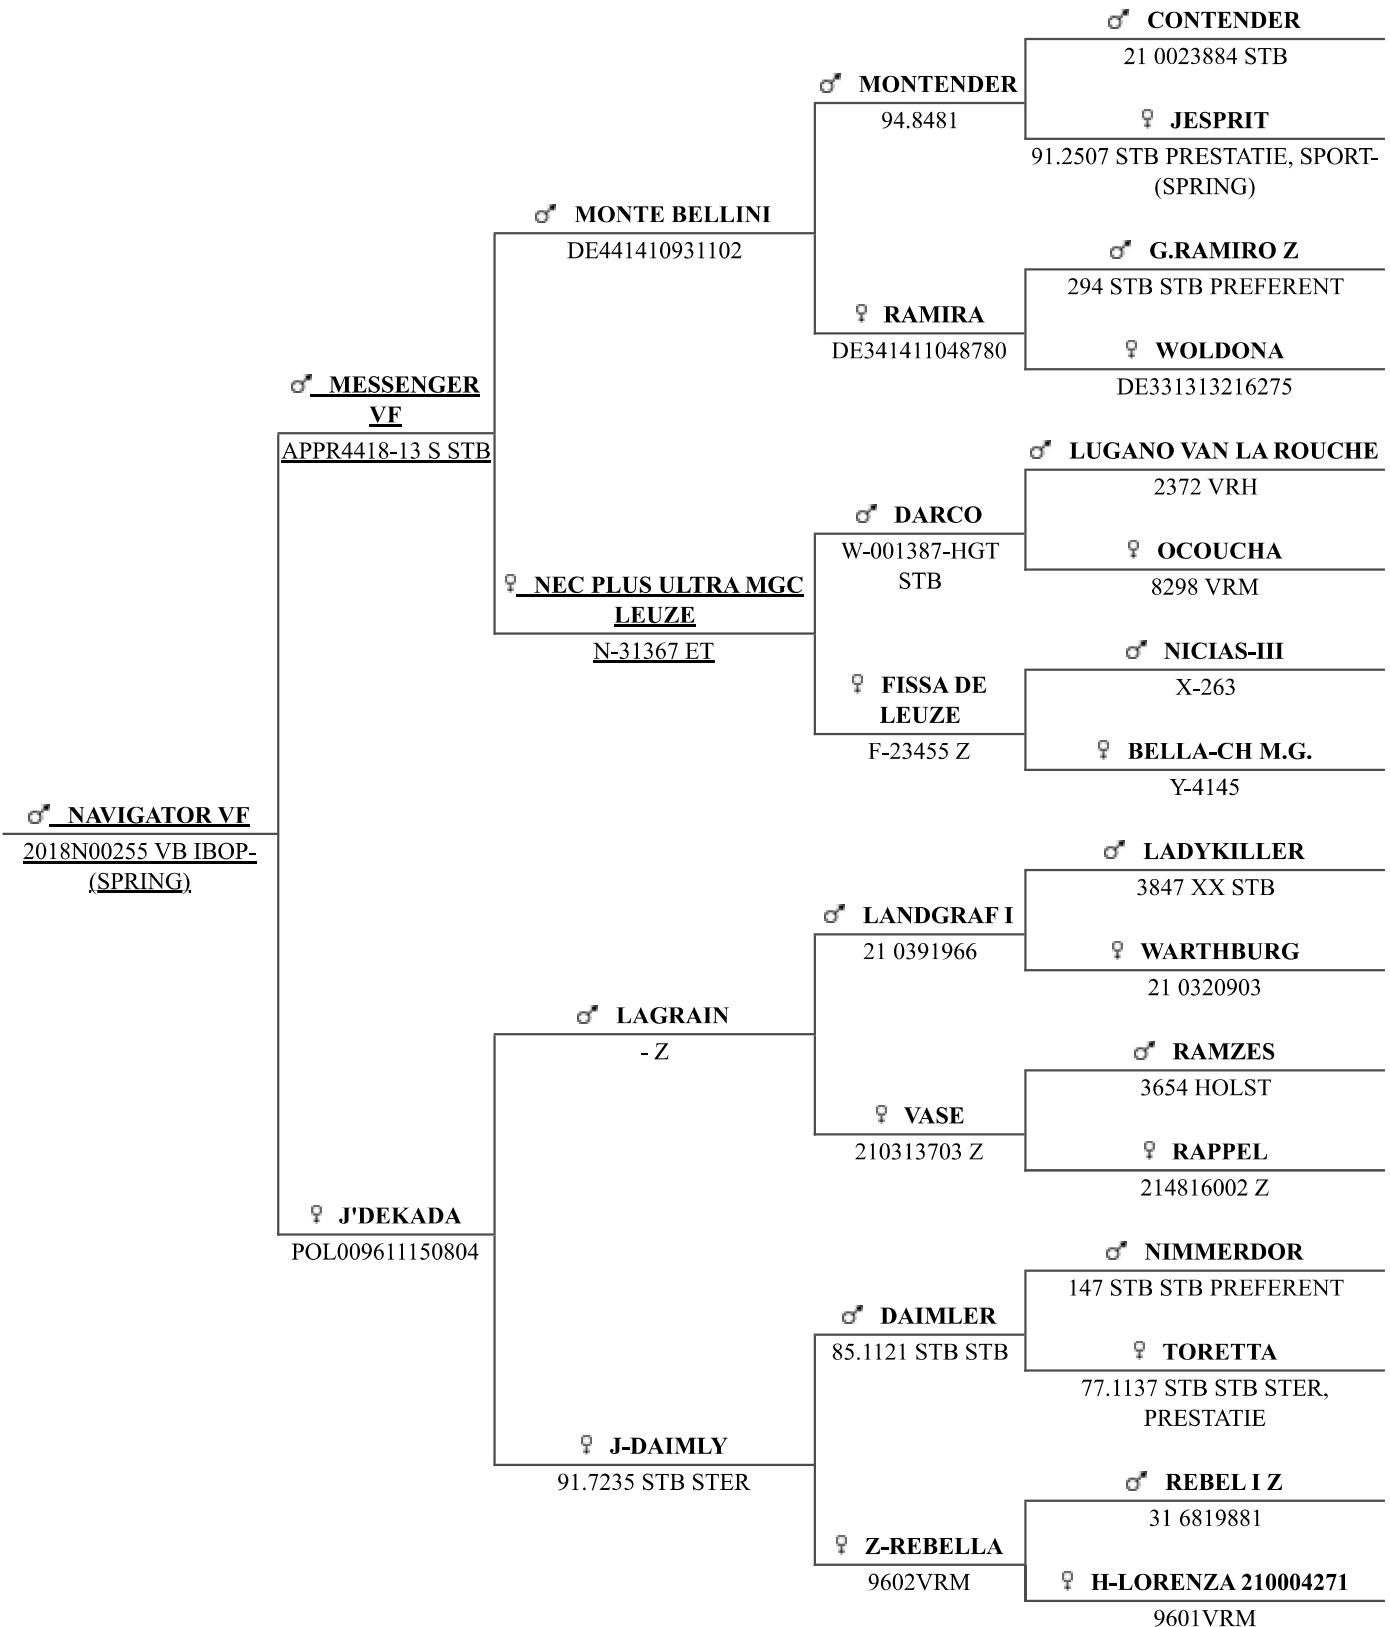 CONTENDER
21 0023884 STB
MONTENDER
94.8481
JESPRIT
91.2507 STB PRESTATIE, SPORT-
(SPRING)
MONTE BELLINI
DE441410931102
G.RAMIRO Z
294 STB STB PREFERENT
RAMIRA
DE341411048780
WOLDONA
DE331313216275
MESSENGER
VF
APPR4418-13 S STB
LUGANO VAN LA ROUCHE
2372 VRH
DARCO
W-001387-HGT
STB
OCOUCHA
8298 VRM
NEC PLUS ULTRA MGC
LEUZE
N-31367 ET
NICIAS-III
X-263
FISSA DE
LEUZE
F-23455 Z
BELLA-CH M.G.
Y-4145
NAVIGATOR VF
2018N00255 VB IBOP-
(SPRING)
LADYKILLER
3847 XX STB
LANDGRAF I
21 0391966
WARTHBURG
21 0320903
LAGRAIN
- Z
RAMZES
3654 HOLST
VASE
210313703 Z
RAPPEL
214816002 Z
J'DEKADA
POL009611150804
NIMMERDOR
147 STB STB PREFERENT
DAIMLER
85.1121 STB STB
TORETTA
77.1137 STB STB STER,
PRESTATIE
J-DAIMLY
91.7235 STB STER
REBEL I Z
31 6819881
Z-REBELLA
9602VRM
H-LORENZA 210004271
9601VRM